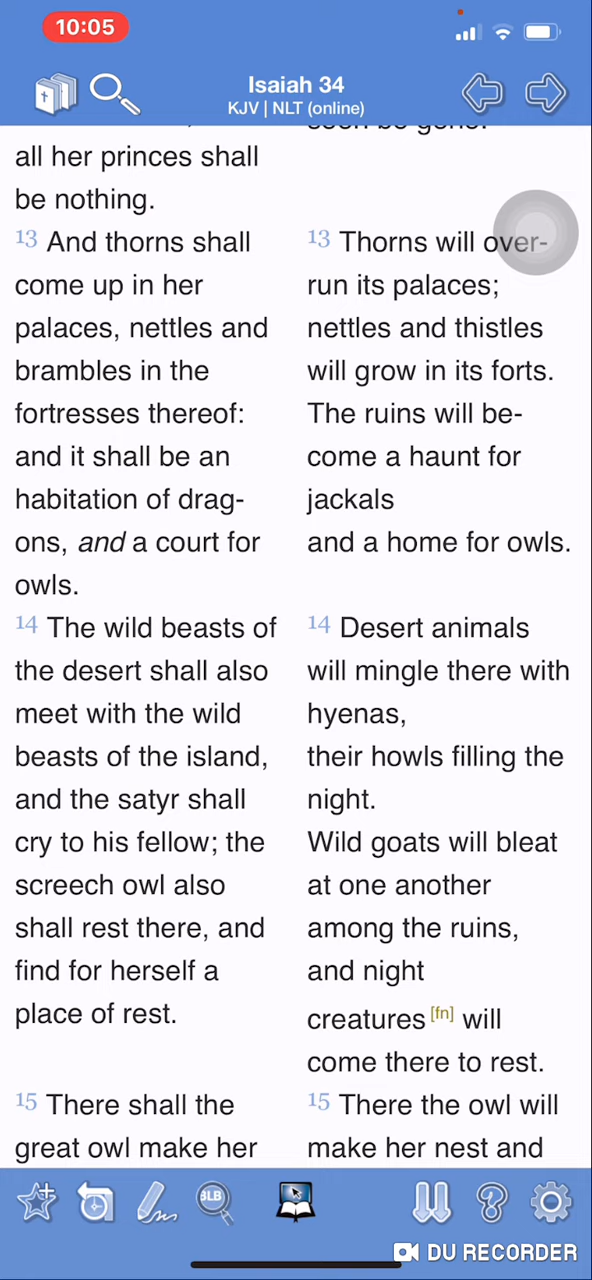 10:05
Isaiah 34
KJV | NLT (online)
all her princes shall
be nothing.
13 And thorns shall
come up in her
palaces, nettles and
brambles in the
fortresses thereof:
and it shall be an
habitation of drag-
ons, and a court for
owls.
14 The wild beasts of
the desert shall also
meet with the wild
beasts of the island,
and the satyr shall
cry to his fellow; the
screech owl also
shall rest there, and
find for herself a
place of rest.
15 There shall the
great owl make her
soon be gone.
13 Thorns will over-
run its palaces;
nettles and thistles
will grow in its forts.
The ruins will be-
come a haunt for
jackals
and a home for owls.
14 Desert animals
will mingle there with
hyenas,
their howls filling the
night.
Wild goats will bleat
at one another
among the ruins,
and night
creatures [fn] will
come there to rest.
15 There the owl will
make her nest and
BLB
DU RECORDER